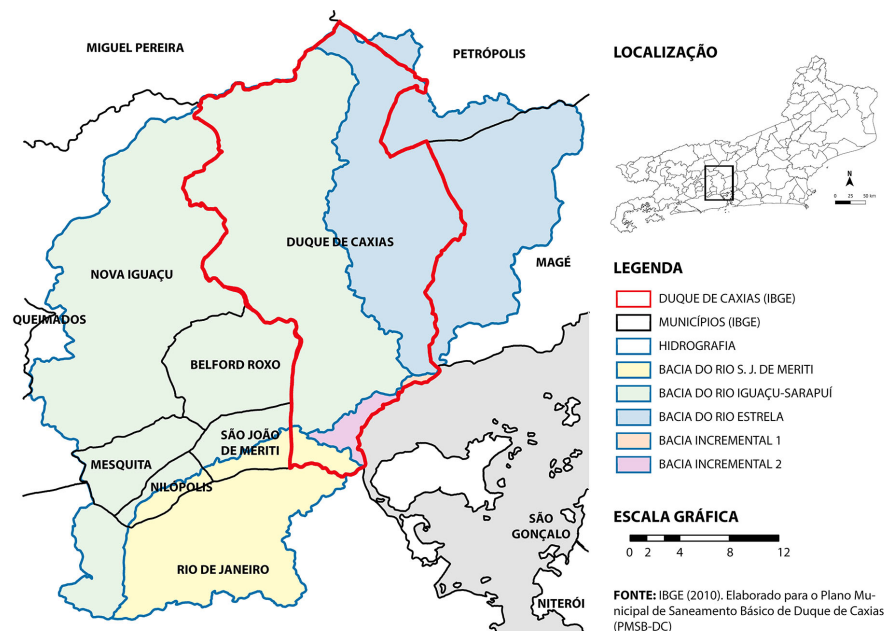 MIGUEL PEREIRA
PETRÓPOLIS
DUQUE DE CAXIAS
MAGÉ
NOVA IGUAÇU
QUEIMADOS
BELFORD ROXO
SÃO JOÃO
DE MERITI
MESQUITA
NILÓPOLIS
RIO DE JANEIRO
SÃO
GONÇALO
NITERÓI
LOCALIZAÇÃO
N
0 25 50 km
LEGENDA
DUQUE DE CAXIAS (IBGE)
MUNICÍPIOS (IBGE)
HIDROGRAFIA
BACIA DO RIO S. J. DE MERITI
BACIA DO RIO IGUAÇU-SARAPUÍ
BACIA DO RIO ESTRELA
BACIA INCREMENTAL 1
BACIA INCREMENTAL 2
ESCALA GRÁFICA
0 2 4 8 12
FONTE: IBGE (2010). Elaborado para o Plano Mu-
nicipal de Saneamento Básico de Duque de Caxias
(PMSB-DC)